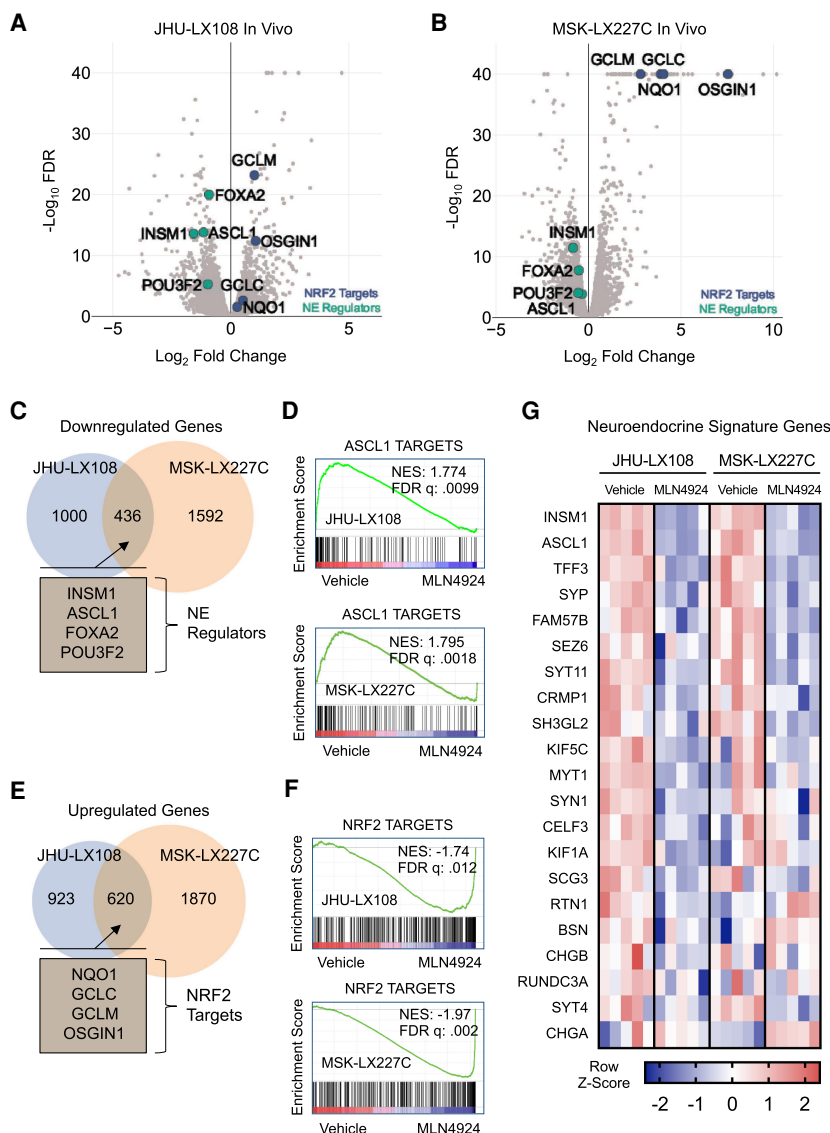 A
JHU-LX108 In Vivo
-Log10 FDR
40
30
20
10
0
GCLM
FOXA2
INSM1
ASCL1
OSGIN1
POU3F2
GCLC
NQO1
NRF2 Targets
NE Regulators
−5
0
5
Log2 Fold Change
B
MSK-LX227C In Vivo
-Log10 FDR
40
30
20
10
0
GCLM
GCLC
NQO1
OSGIN1
INSM1
FOXA2
POU3F2
ASCL1
NRF2 Targets
NE Regulators
−5
0
5
10
Log2 Fold Change
C
Downregulated Genes
JHU-LX108
MSK-LX227C
1000
436
1592
INSM1
ASCL1
FOXA2
POU3F2
NE
Regulators
D
ASCL1 TARGETS
Enrichment Score
NES: 1.774
FDR q: .0099
JHU-LX108
Vehicle
MLN4924
ASCL1 TARGETS
Enrichment Score
NES: 1.795
FDR q: .0018
MSK-LX227C
Vehicle
MLN4924
E
Upregulated Genes
JHU-LX108
MSK-LX227C
923
620
1870
NQO1
GCLC
GCLM
OSGIN1
NRF2
Targets
F
NRF2 TARGETS
Enrichment Score
NES: -1.74
FDR q: .012
JHU-LX108
Vehicle
MLN4924
NRF2 TARGETS
Enrichment Score
NES: -1.97
FDR q: .002
MSK-LX227C
Vehicle
MLN4924
G
Neuroendocrine Signature Genes
JHU-LX108
MSK-LX227C
Vehicle
MLN4924
Vehicle
MLN4924
INSM1
ASCL1
TFF3
SYP
FAM57B
SEZ6
SYT11
CRMP1
SH3GL2
KIF5C
MYT1
SYN1
CELF3
KIF1A
SCG3
RTN1
BSN
CHGB
RUNDC3A
SYT4
CHGA
Row
Z-Score
-2
-1
0
1
2